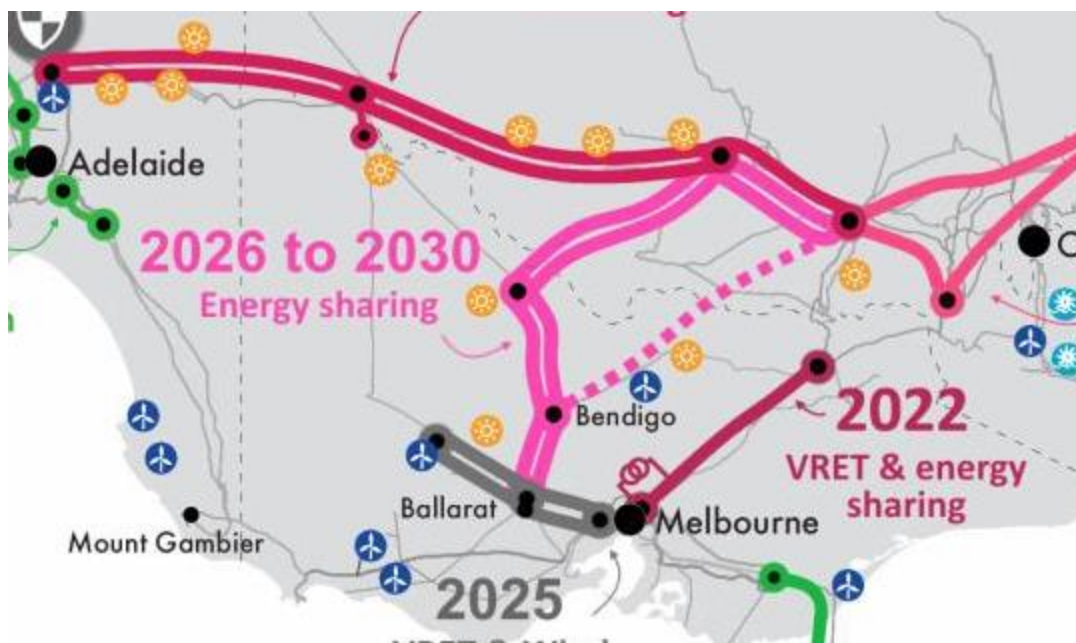 Adelaide
2026 to 2030
Energy sharing
Bendigo
2022
VRET & energy
sharing
Ballarat
Melbourne
Mount Gambier
2025